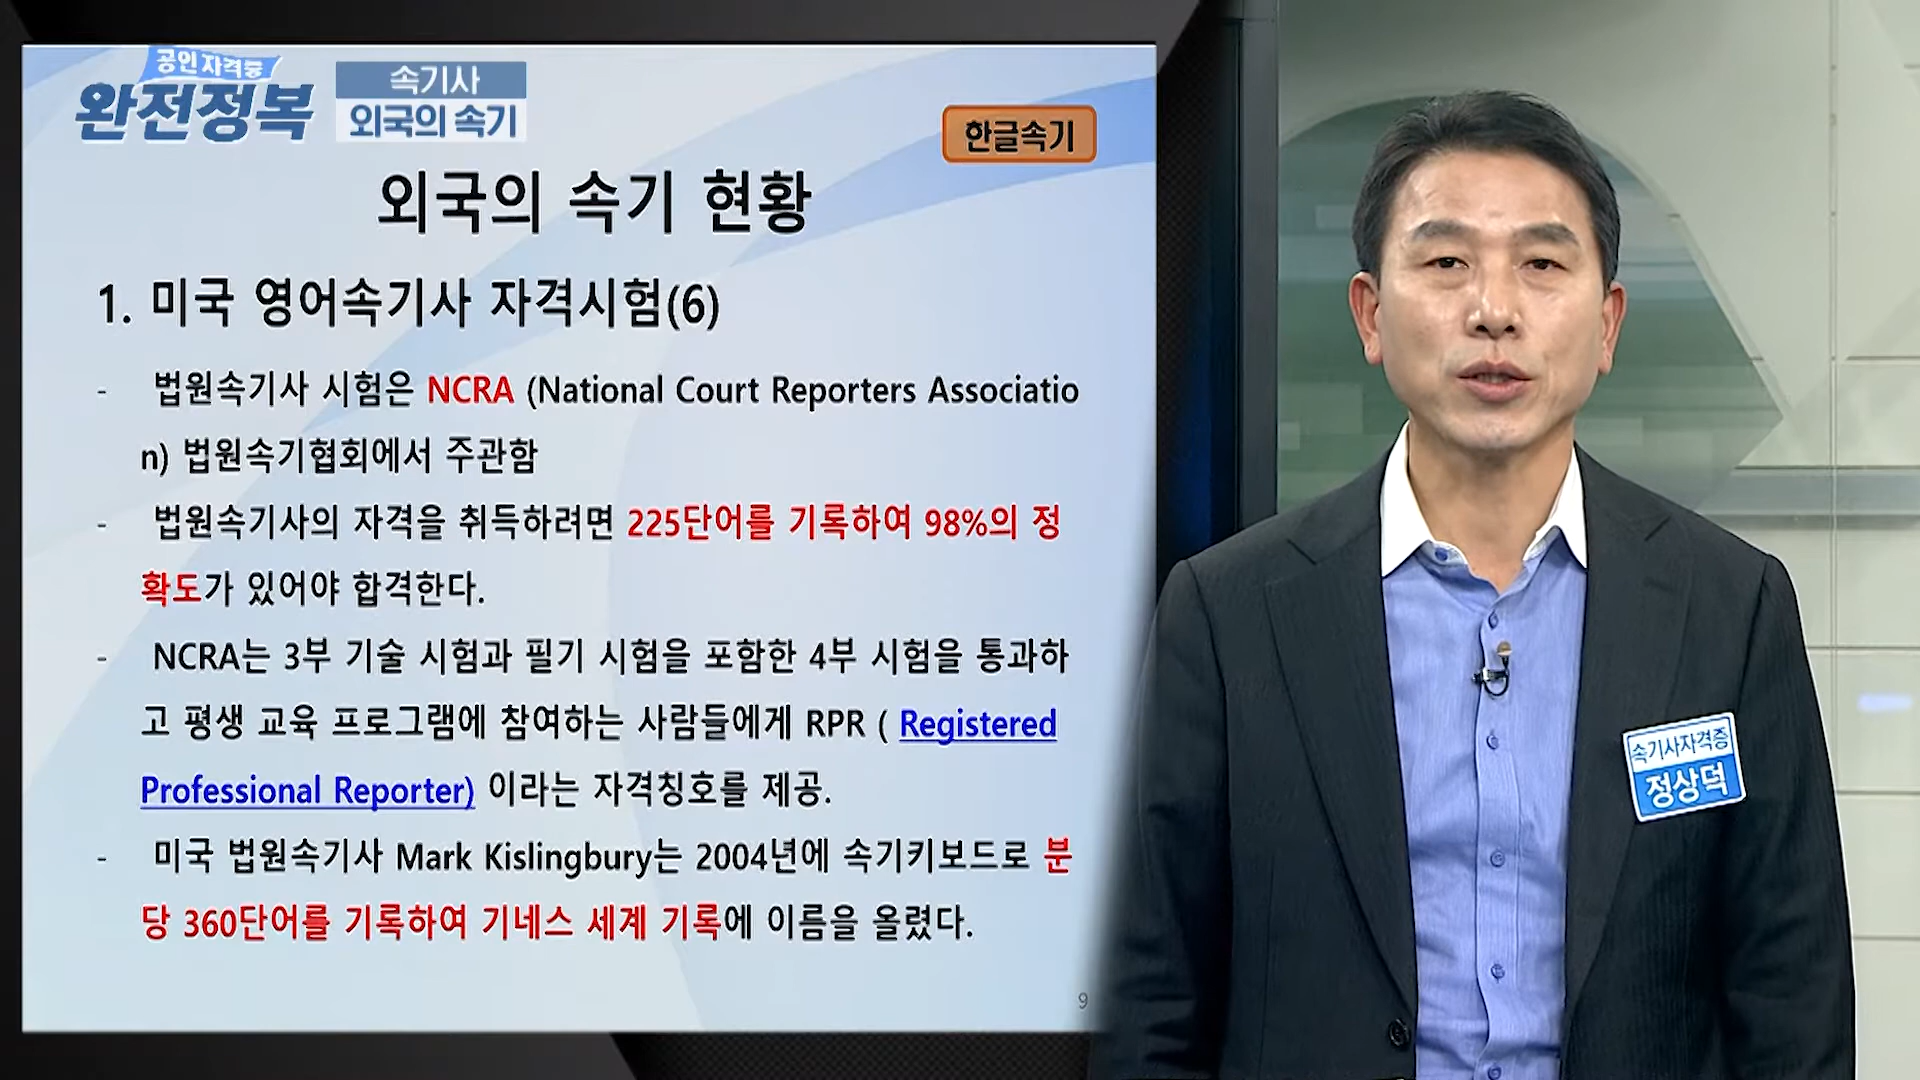 공인자격증
완전정복
속기사
외국의 속기
한글속기
외국의 속기 현황
1. 미국 영어속기사 자격시험(6)
- 법원속기사 시험은 NCRA (National Court Reporters Associatio
n) 법원속기협회에서 주관함
- 법원속기사의 자격을 취득하려면 225단어를 기록하여 98%의 정
확도가 있어야 합격한다.
- NCRA는 3부 기술 시험과 필기 시험을 포함한 4부 시험을 통과하
고 평생 교육 프로그램에 참여하는 사람들에게 RPR ( Registered
Professional Reporter) 이라는 자격칭호를 제공.
- 미국 법원속기사 Mark Kislingbury는 2004년에 속기키보드로 분
당 360단어를 기록하여 기네스 세계 기록에 이름을 올렸다.
9
속기사자격증
정상덕